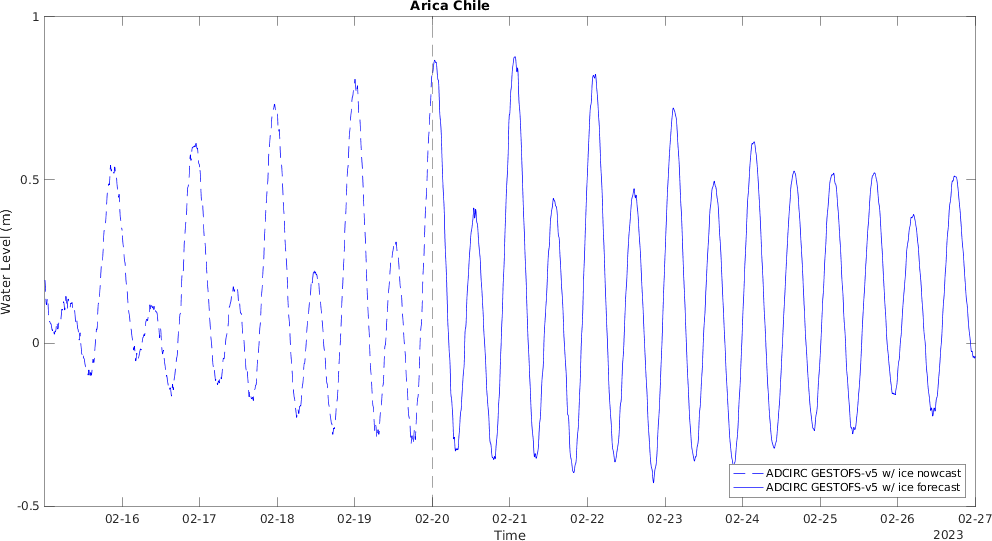 Arica Chile
1
0.5
0
-0.5
Water Level (m)
02-16 02-17 02-18 02-19 02-20 02-21 02-22 02-23 02-24 02-25 02-26 02-27
Time
2023
ADCIRC GESTOFS-v5 w/ ice nowcast
ADCIRC GESTOFS-v5 w/ ice forecast